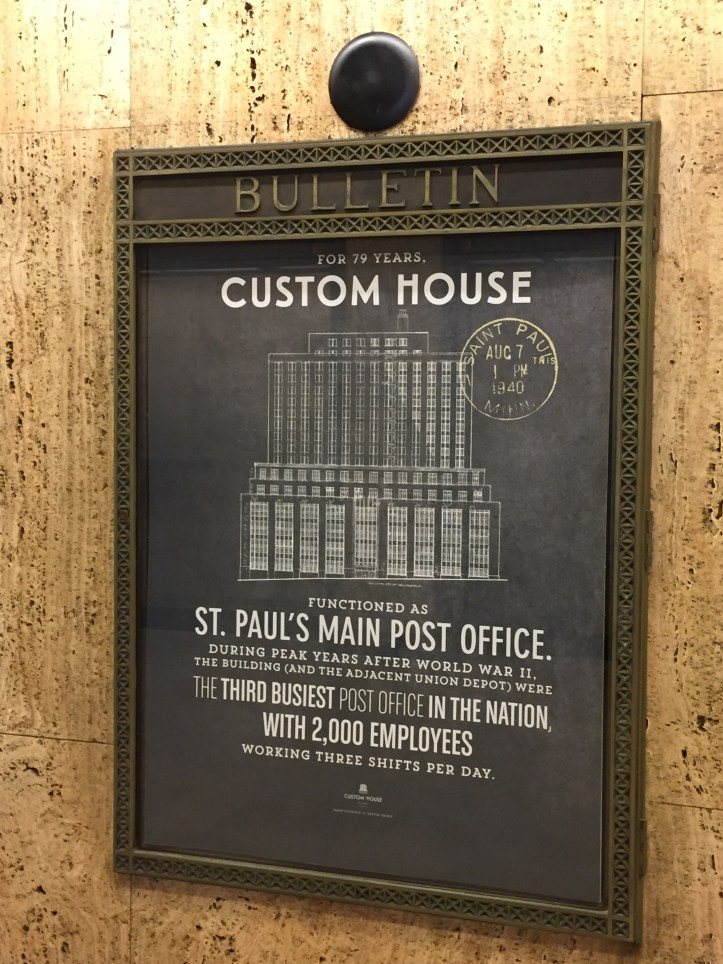 BULLETIN
FOR 79 YEARS,
CUSTOM HOUSE
SAINT PAUL
AUG 7
1 PM
1940
MINN.
FUNCTIONED AS
ST. PAUL'S MAIN POST OFFICE.
DURING PEAK YEARS AFTER WORLD WAR II,
THE BUILDING (AND THE ADJACENT UNION DEPOT) WERE
THE THIRD BUSIEST POST OFFICE IN THE NATION,
WITH 2,000 EMPLOYEES
WORKING THREE SHIFTS PER DAY.
CUSTOM HOUSE